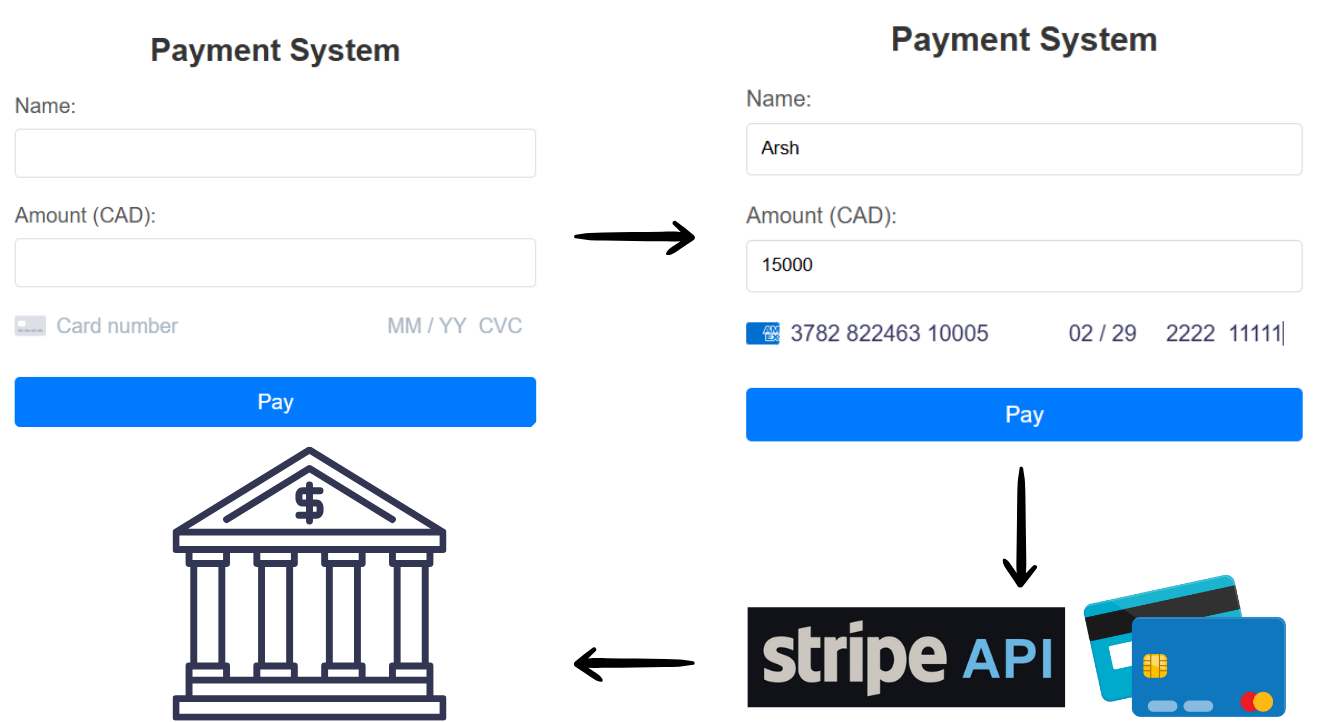 Payment System
Name:
Amount (CAD):
Card number MM / YY CVC
Pay
Payment System
Name:
Arsh
Amount (CAD):
15000
AMEX 3782 822463 10005 02 / 29 2222 11111
Pay
$
stripe API